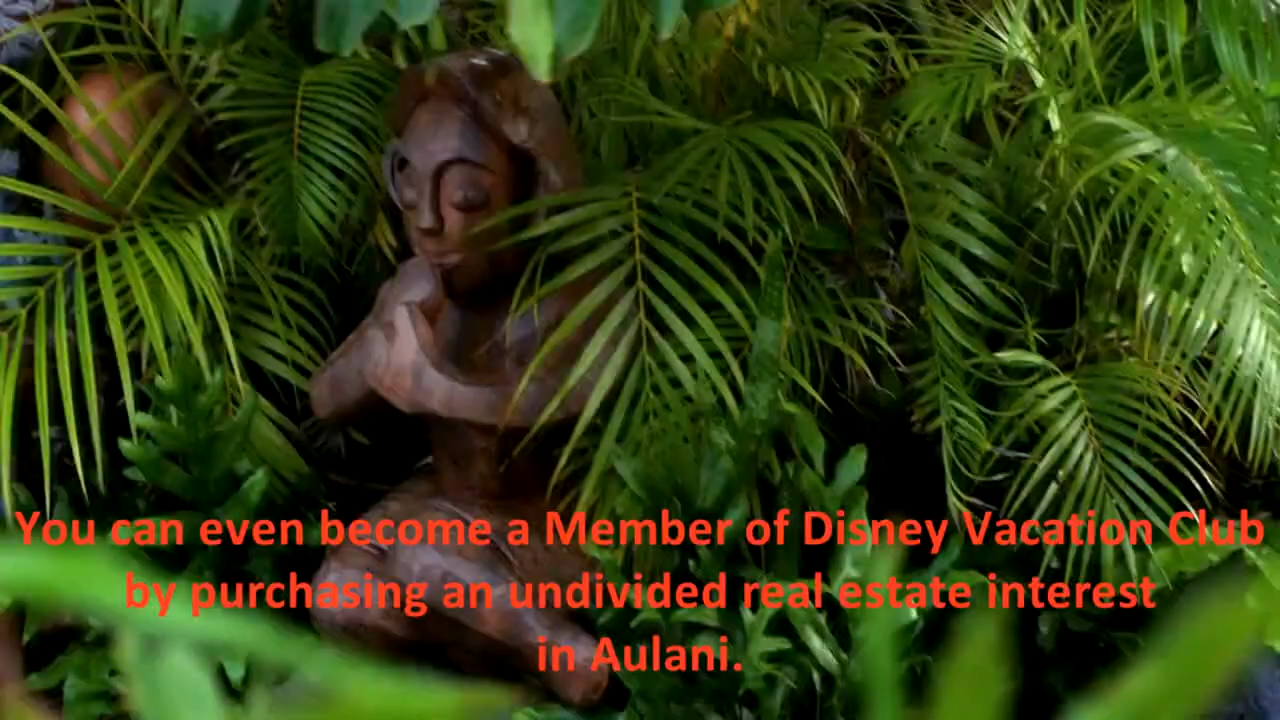 You can even become a Member of Disney Vacation Club
by purchasing an undivided real estate interest
in Aulani.